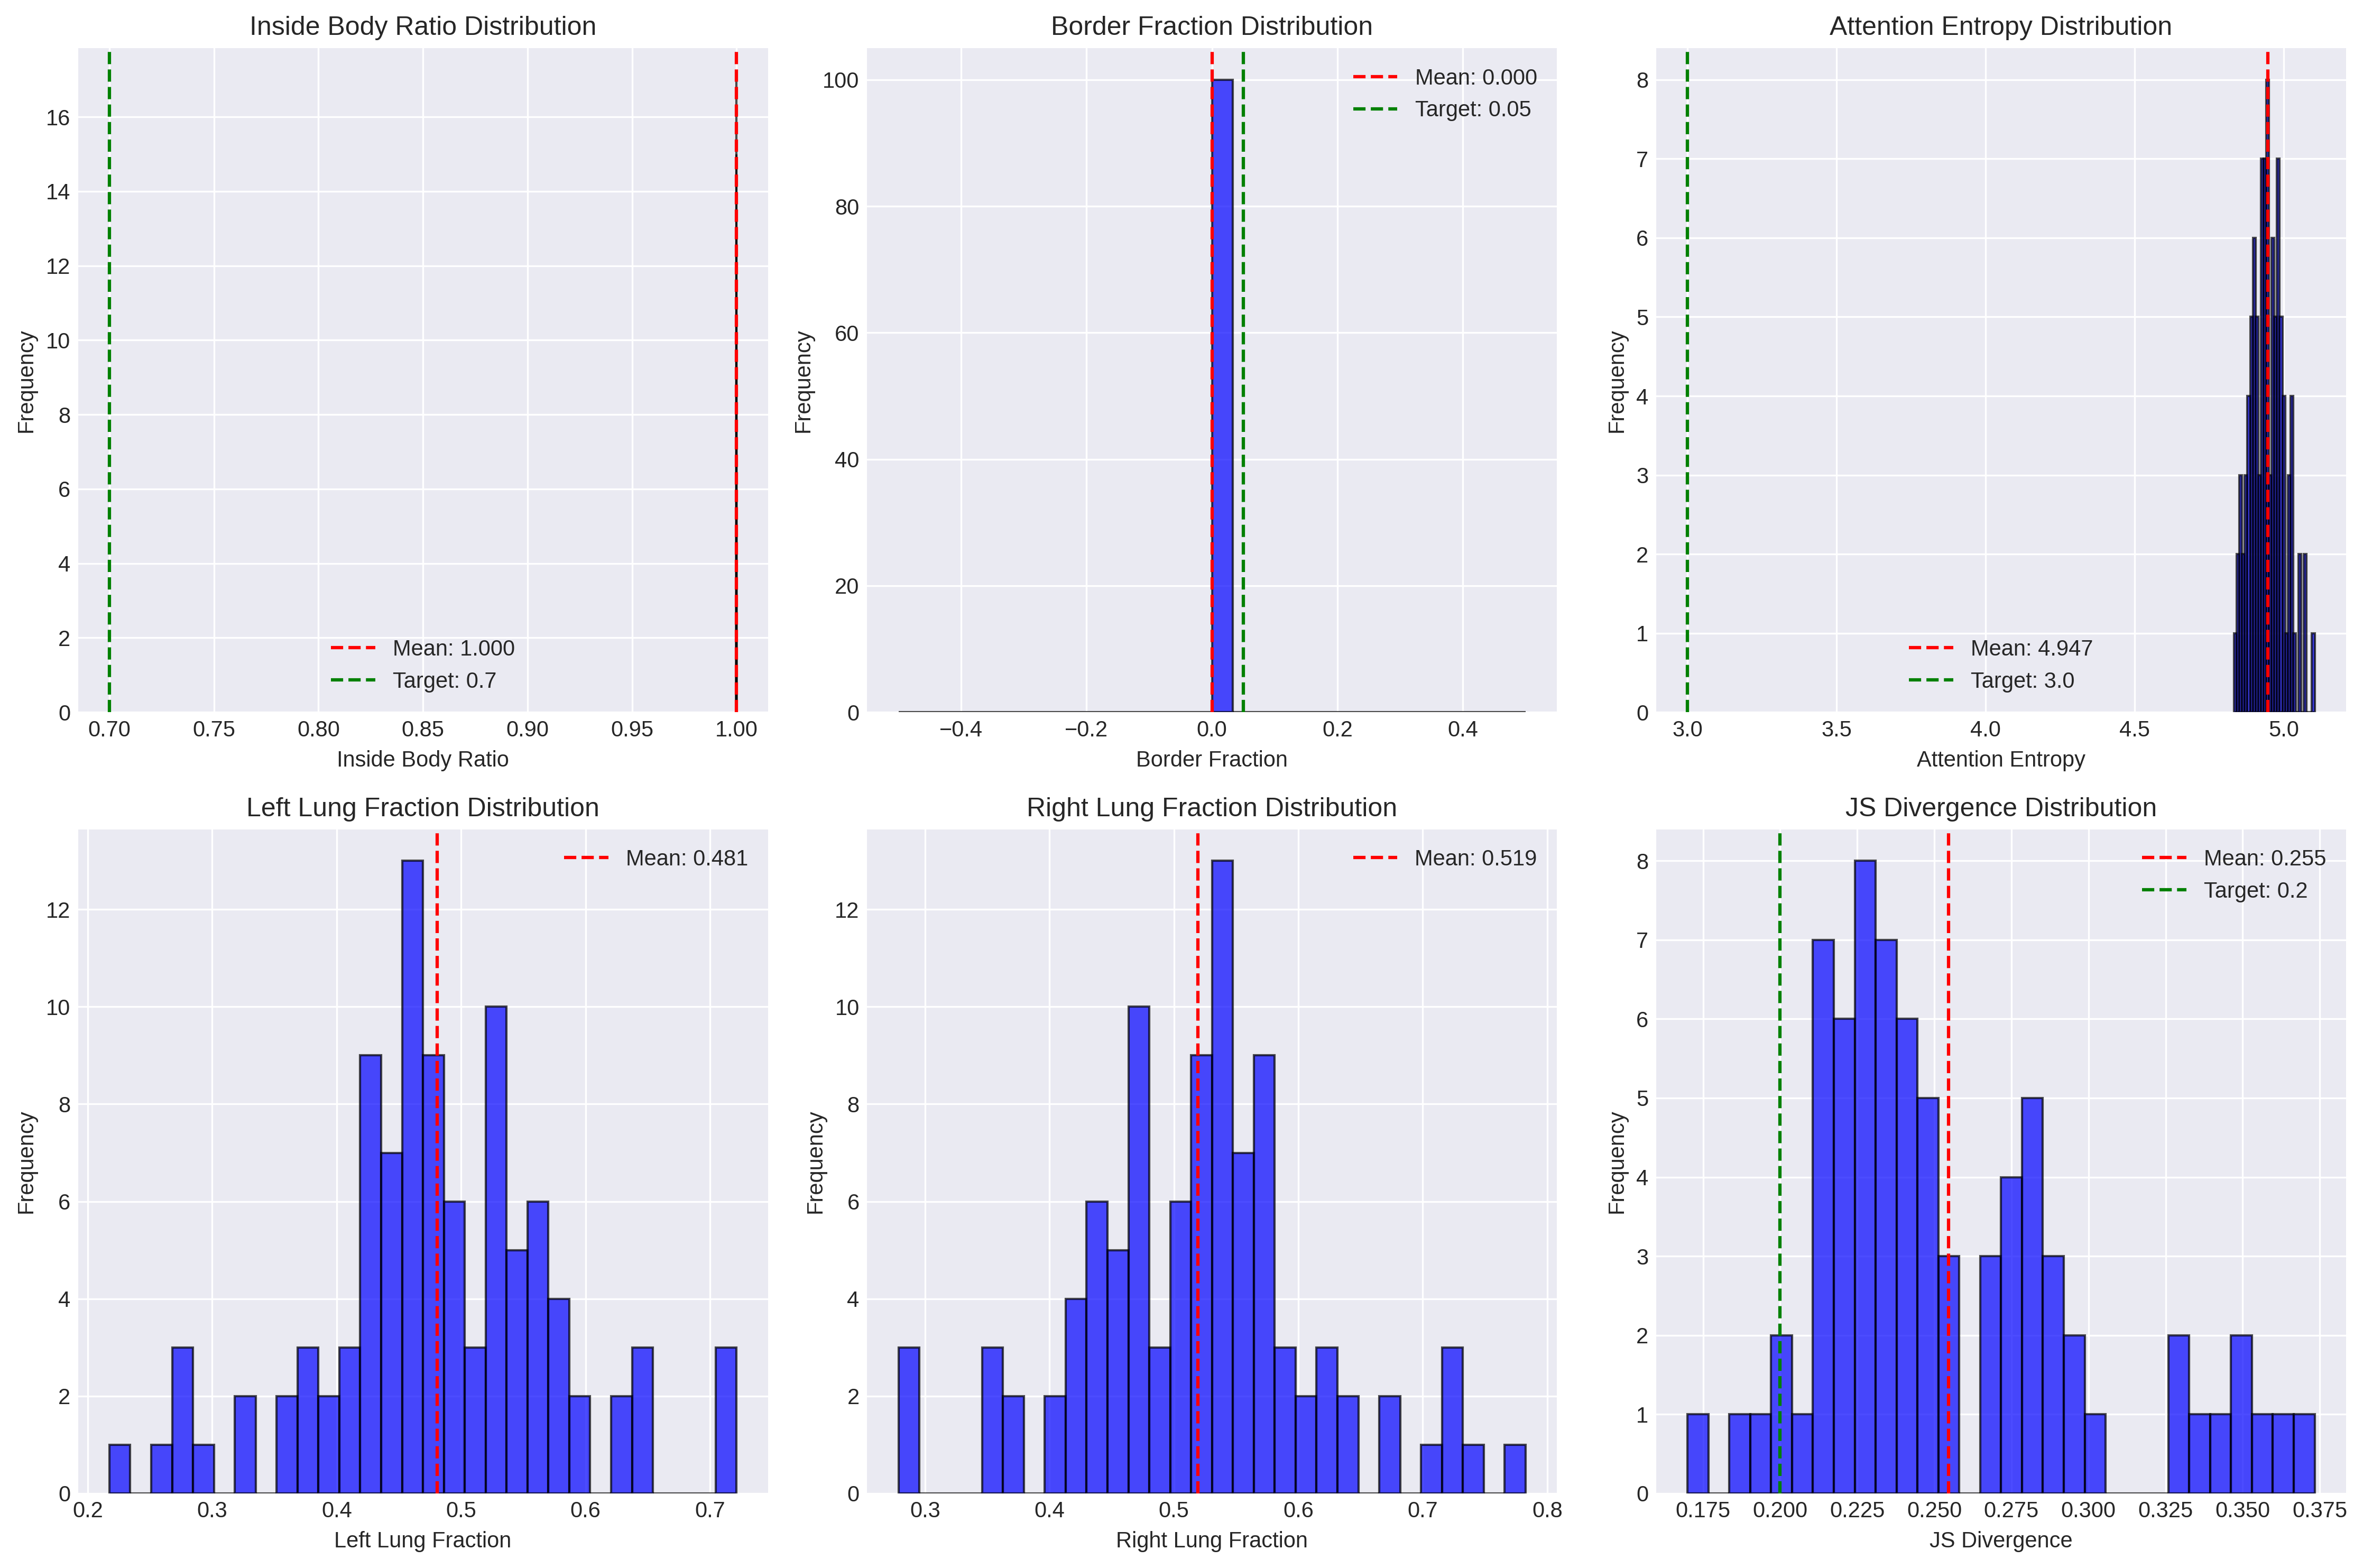 Inside Body Ratio Distribution
Frequency
16
14
12
10
8
6
4
2
0
Mean: 1.000
Target: 0.7
0.70 0.75 0.80 0.85 0.90 0.95 1.00
Inside Body Ratio
Border Fraction Distribution
Frequency
100
80
60
40
20
0
Mean: 0.000
Target: 0.05
−0.4 −0.2 0.0 0.2 0.4
Border Fraction
Attention Entropy Distribution
Frequency
8
7
6
5
4
3
2
1
0
Mean: 4.947
Target: 3.0
3.0 3.5 4.0 4.5 5.0
Attention Entropy
Left Lung Fraction Distribution
Frequency
12
10
8
6
4
2
0
Mean: 0.481
0.2 0.3 0.4 0.5 0.6 0.7
Left Lung Fraction
Right Lung Fraction Distribution
Frequency
12
10
8
6
4
2
0
Mean: 0.519
0.3 0.4 0.5 0.6 0.7 0.8
Right Lung Fraction
JS Divergence Distribution
Frequency
8
7
6
5
4
3
2
1
0
Mean: 0.255
Target: 0.2
0.175 0.200 0.225 0.250 0.275 0.300 0.325 0.350 0.375
JS Divergence